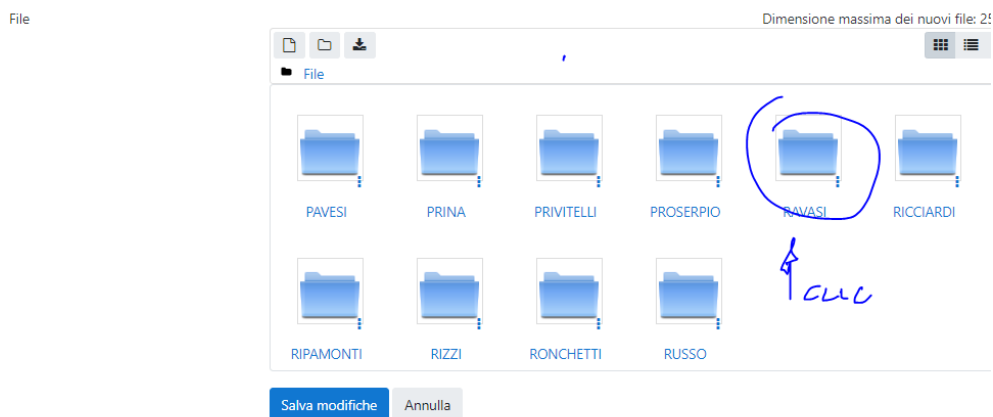 File
Dimensione massima dei nuovi file: 25
File
PAVESI PRINA PRIVITELLI PROSERPIO RAVASI RICCIARDI
CLIC
RIPAMONTI RIZZI RONCHETTI RUSSO
Salva modifiche Annulla